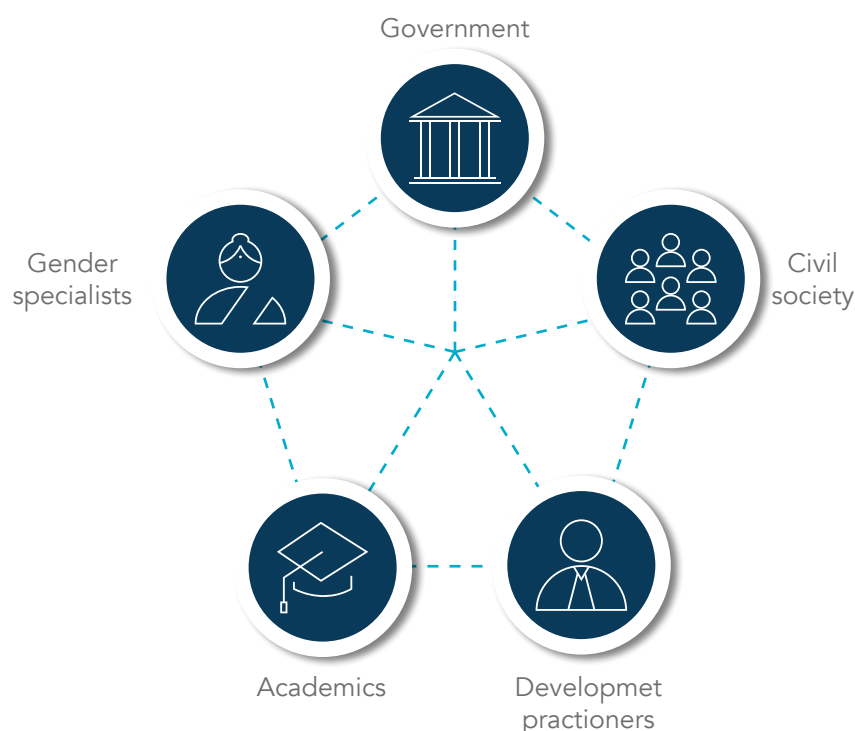 Government
Gender
specialists
Civil
society
Academics
Developmet
practioners